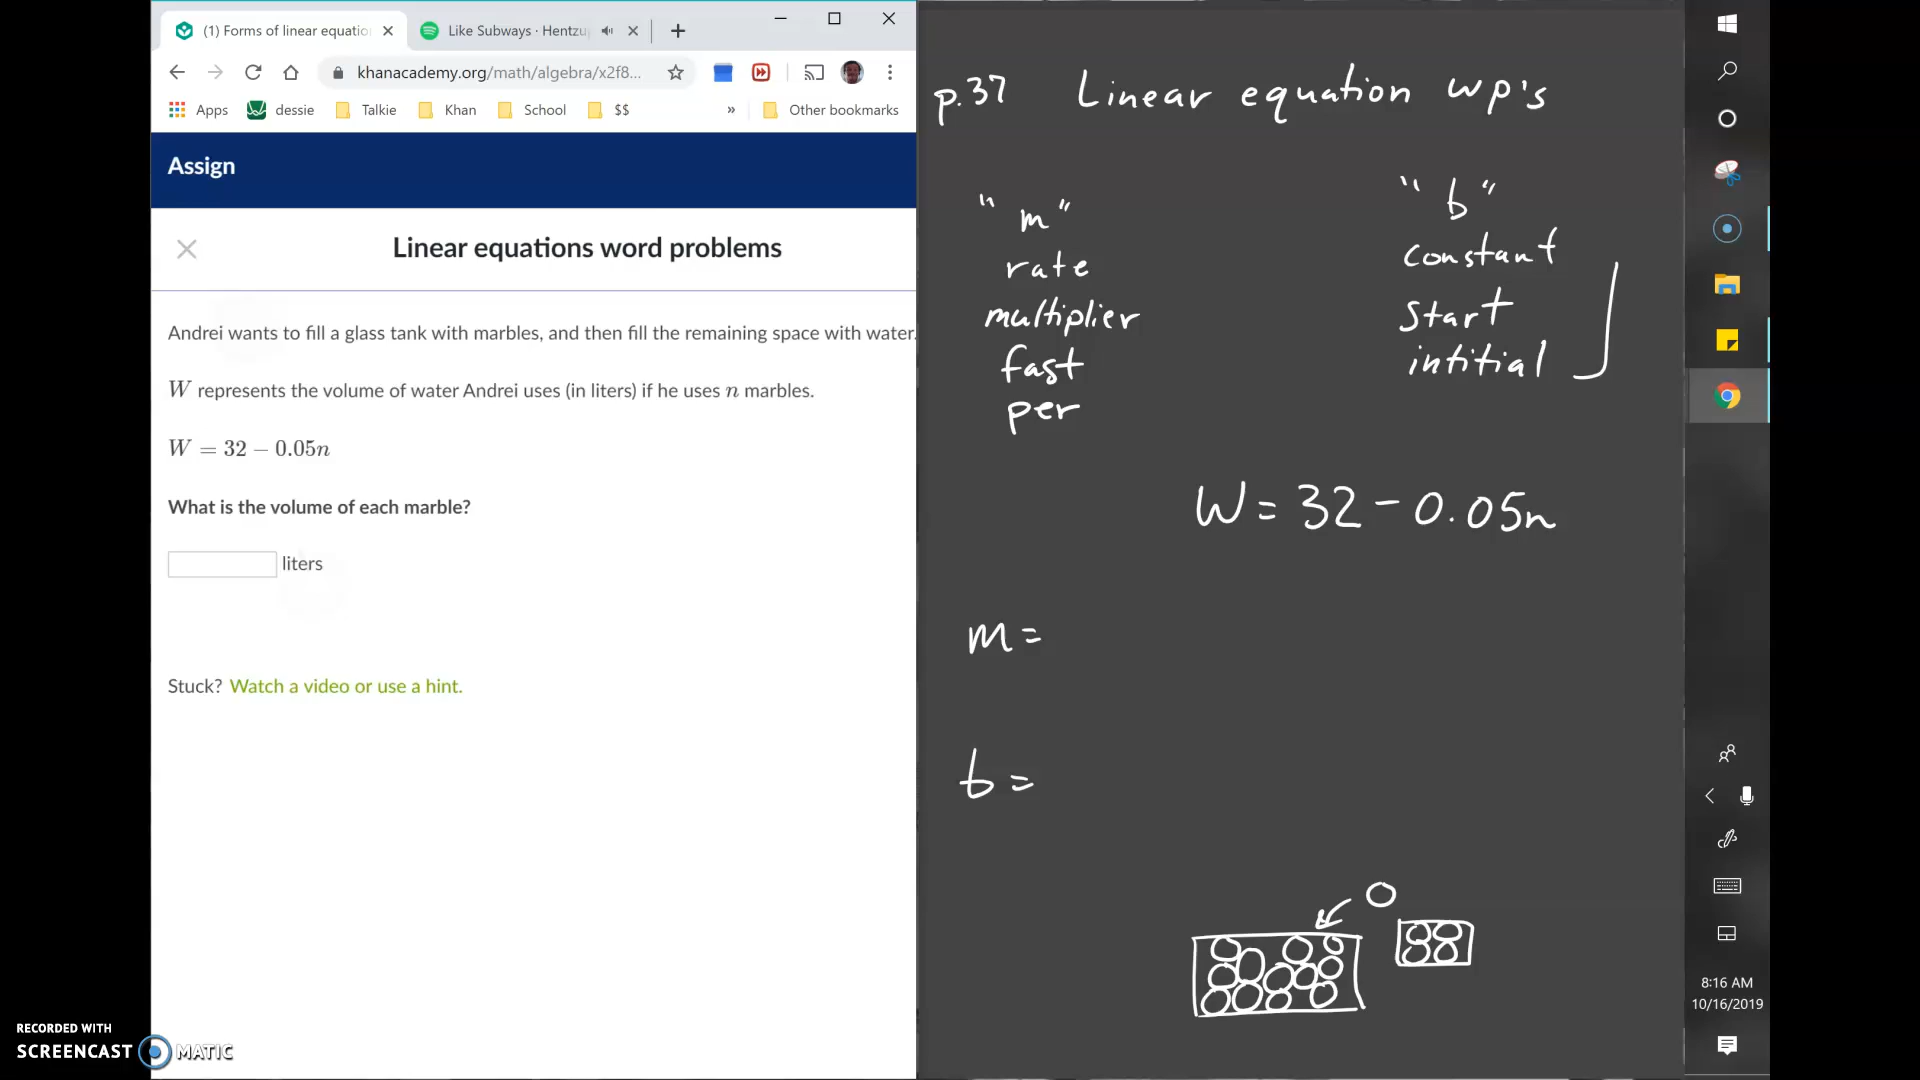 (1) Forms of linear equatio
Like Subways · Hentzu
khanacademy.org/math/algebra/x2f8...
Apps
dessie
Talkie
Khan
School
$$
»
Other bookmarks
Assign
Linear equations word problems
Andrei wants to fill a glass tank with marbles, and then fill the remaining space with water.
W represents the volume of water Andrei uses (in liters) if he uses n marbles.
W = 32 − 0.05n
What is the volume of each marble?
liters
Stuck? Watch a video or use a hint.
p.37 Linear equation wp's
"m"
rate
multiplier
fast
per
"b"
constant
start
intitial
W = 32 - 0.05n
m =
b =
8:16 AM
10/16/2019
RECORDED WITH
SCREENCAST MATIC